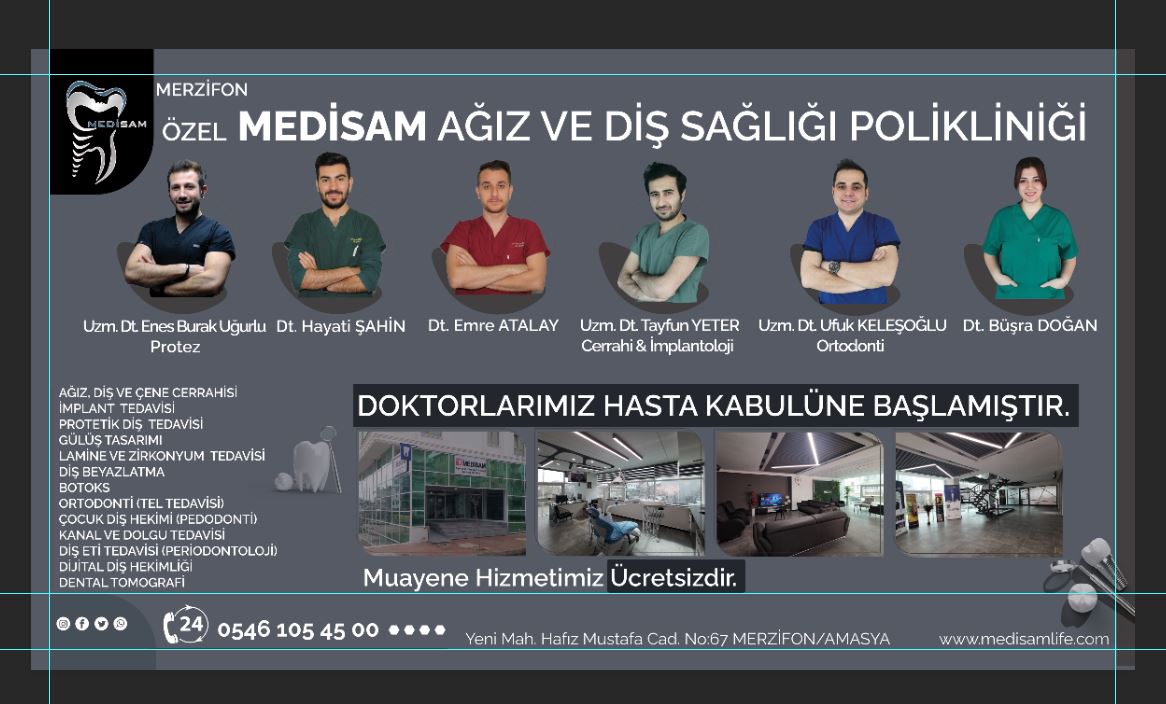 MEDİSAM
MERZİFON
ÖZEL MEDİSAM AĞIZ VE DİŞ SAĞLIĞI POLİKLİNİĞİ
Uzm. Dt. Enes Burak Uğurlu
Protez
Dt. Hayati ŞAHİN
Dt. Emre ATALAY
Uzm. Dt. Tayfun YETER
Cerrahi & İmplantoloji
Uzm. Dt. Ufuk KELEŞOĞLU
Ortodonti
Dt. Büşra DOĞAN
AĞIZ, DİŞ VE ÇENE CERRAHİSİ
İMPLANT TEDAVİSİ
PROTETİK DİŞ TEDAVİSİ
GÜLÜŞ TASARIMI
LAMİNE VE ZİRKONYUM TEDAVİSİ
DİŞ BEYAZLATMA
BOTOKS
ORTODONTİ (TEL TEDAVİSİ)
ÇOCUK DİŞ HEKİMİ (PEDODONTİ)
KANAL VE DOLGU TEDAVİSİ
DİŞ ETİ TEDAVİSİ (PERİODONTOLOJİ)
DİJİTAL DİŞ HEKİMLİĞİ
DENTAL TOMOGRAFİ
DOKTORLARIMIZ HASTA KABULÜNE BAŞLAMIŞTIR.
MEDİSAM
Muayene Hizmetimiz Ücretsizdir.
24
0546 105 45 00
Yeni Mah. Hafız Mustafa Cad. No:67 MERZİFON/AMASYA
www.medisamlife.com